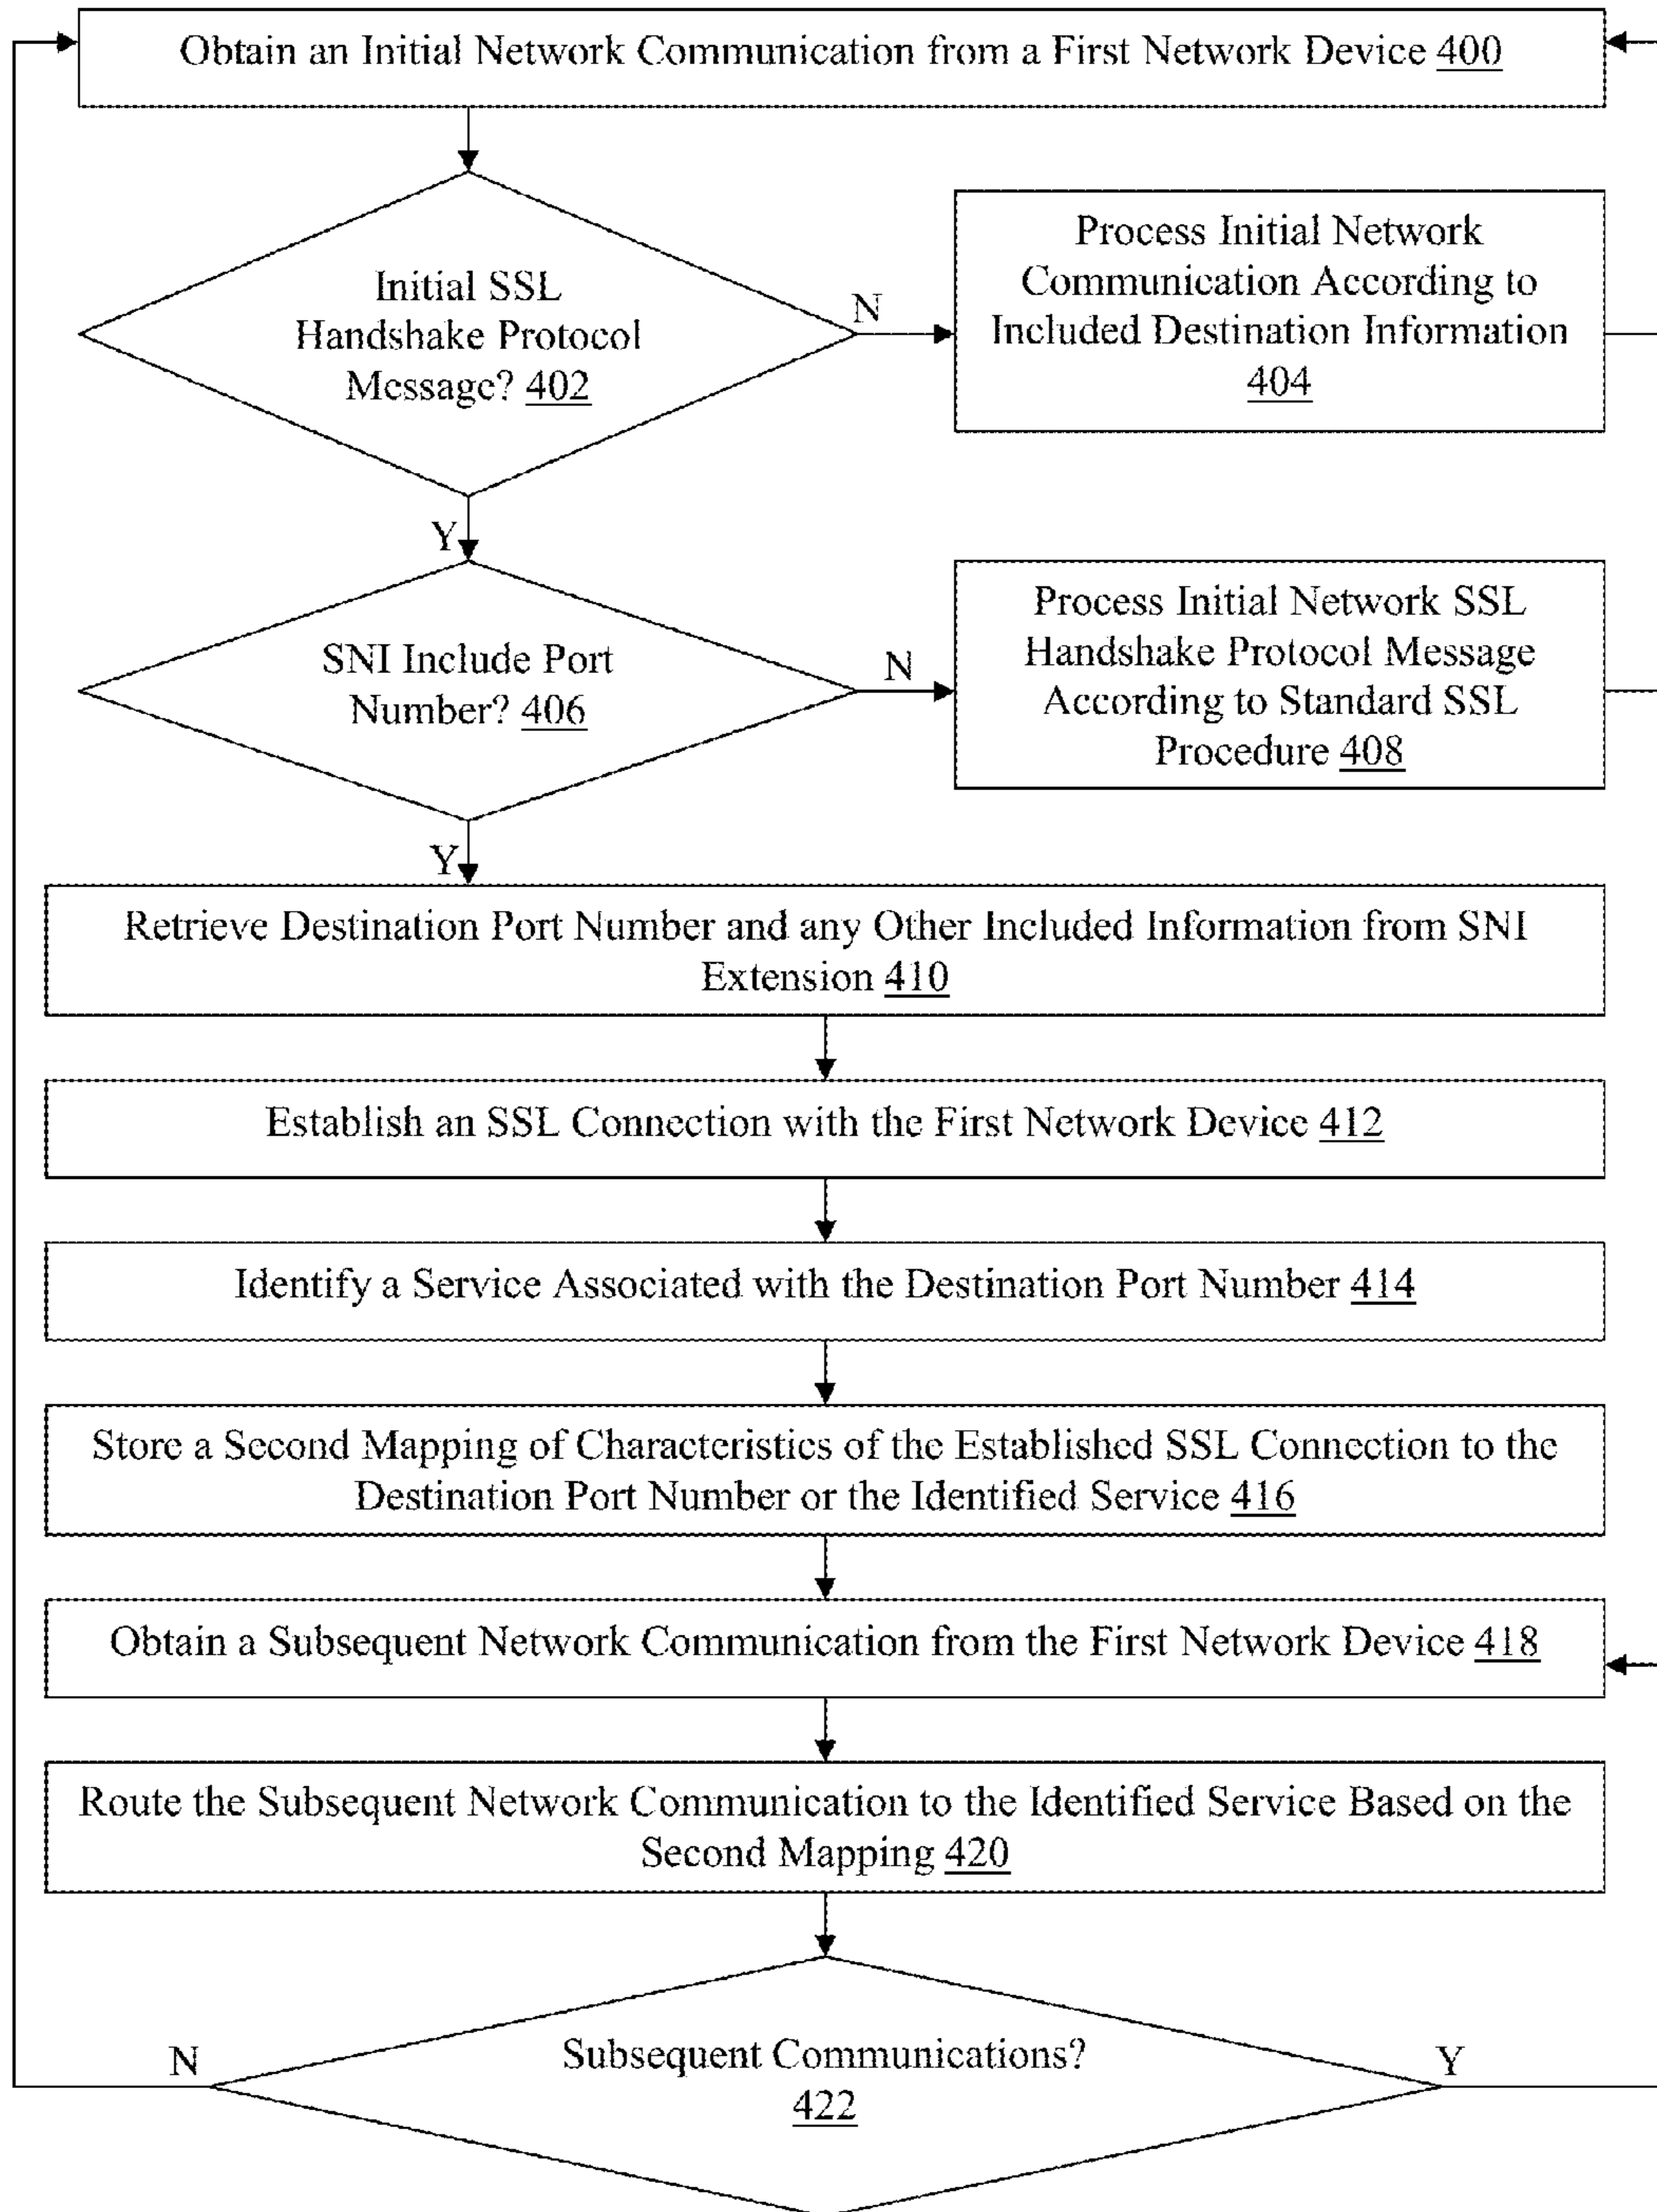 Obtain an Initial Network Communication from a First Network Device 400
Initial SSL
Handshake Protocol
Message? 402
N
Process Initial Network
Communication According to
Included Destination Information
404
Y
SNI Include Port
Number? 406
N
Process Initial Network SSL
Handshake Protocol Message
According to Standard SSL
Procedure 408
Y
Retrieve Destination Port Number and any Other Included Information from SNI
Extension 410
Establish an SSL Connection with the First Network Device 412
Identify a Service Associated with the Destination Port Number 414
Store a Second Mapping of Characteristics of the Established SSL Connection to the
Destination Port Number or the Identified Service 416
Obtain a Subsequent Network Communication from the First Network Device 418
Route the Subsequent Network Communication to the Identified Service Based on the
Second Mapping 420
N
Subsequent Communications?
422
Y